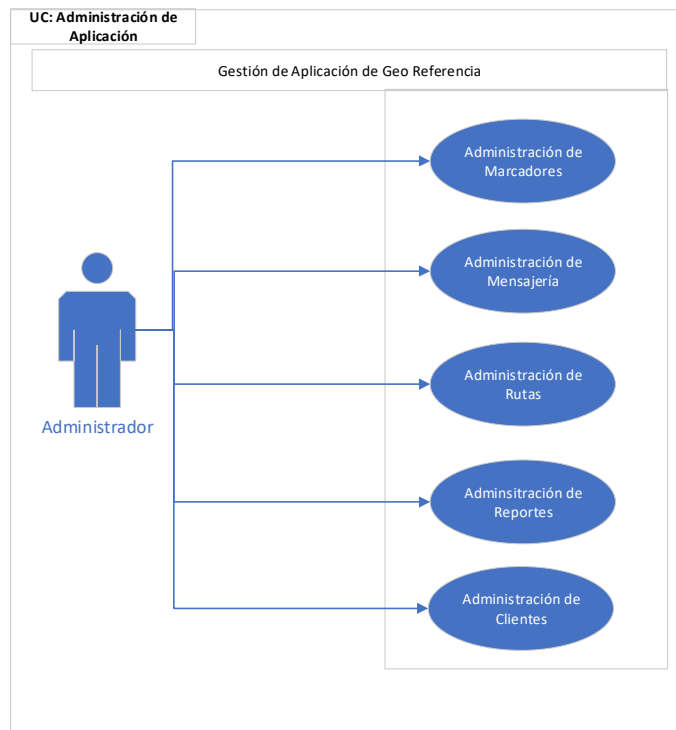 UC: Administración de
Aplicación
Gestión de Aplicación de Geo Referencia
Administración de
Marcadores
Administración de
Mensajería
Administración de
Rutas
Administrador
Adminsitración de
Reportes
Administración de
Clientes